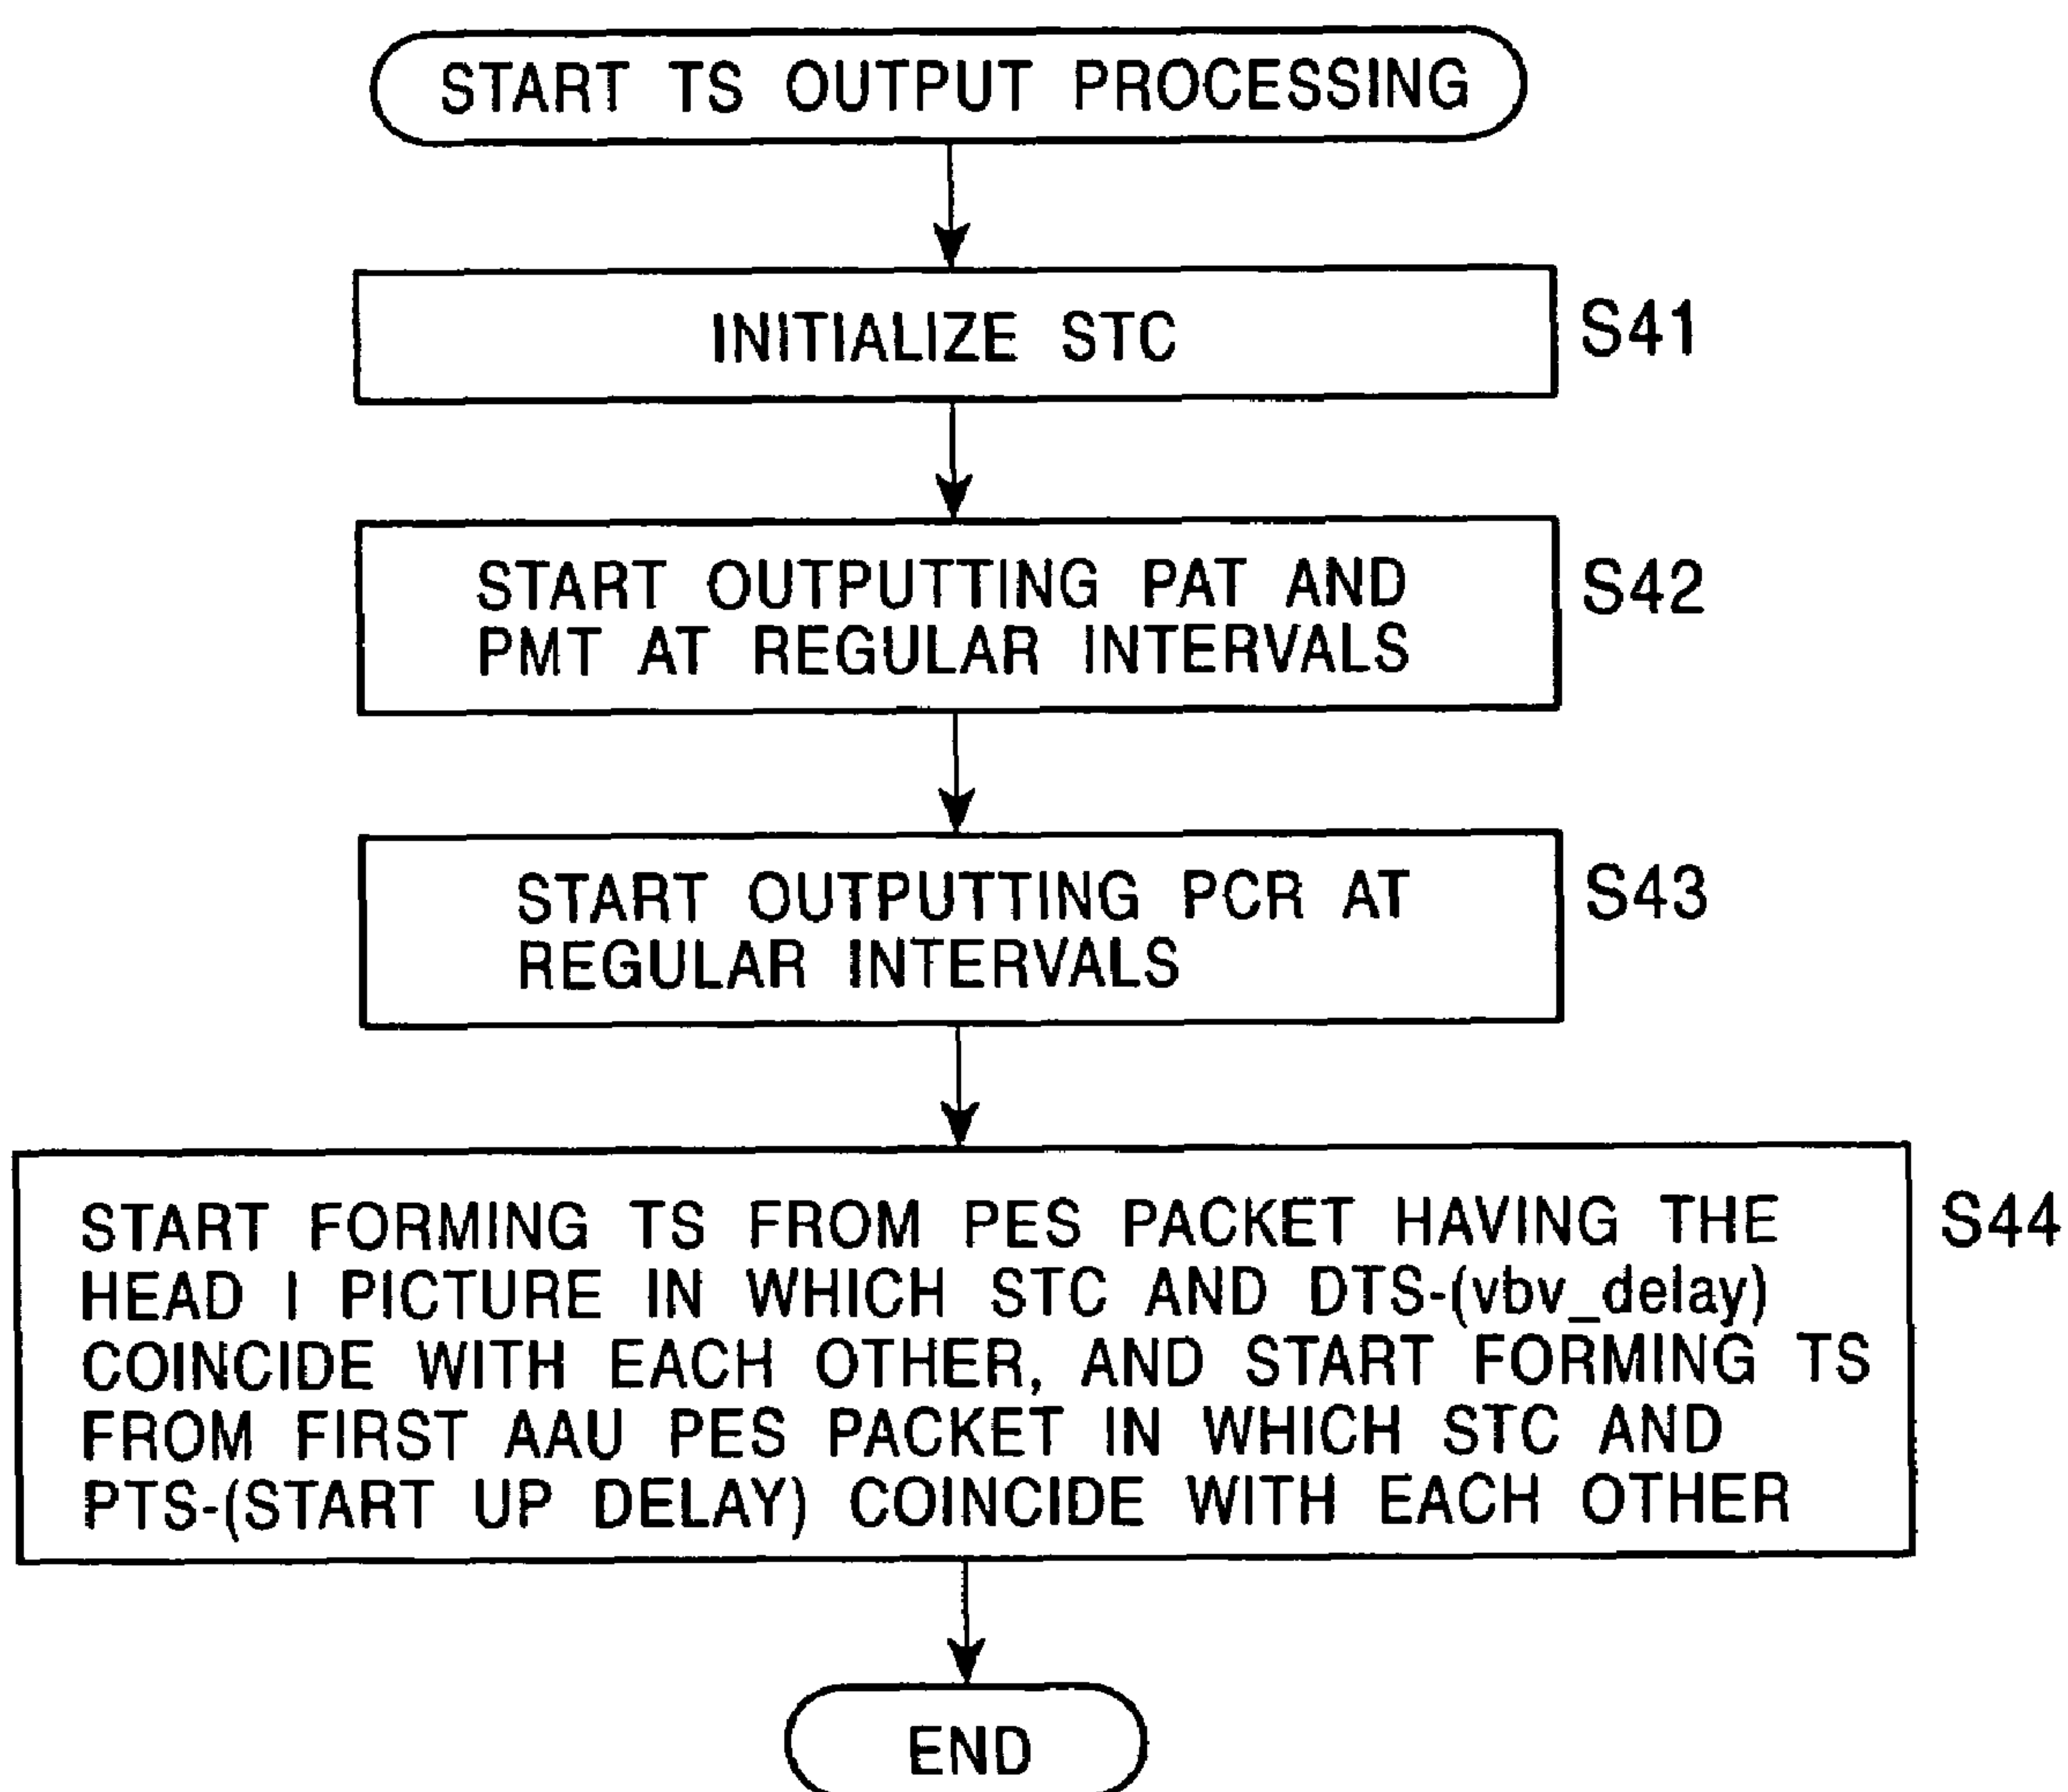 START TS OUTPUT PROCESSING
INITIALIZE STC
S41
START OUTPUTTING PAT AND
PMT AT REGULAR INTERVALS
S42
START OUTPUTTING PCR AT
REGULAR INTERVALS
S43
START FORMING TS FROM PES PACKET HAVING THE
HEAD I PICTURE IN WHICH STC AND DTS-(vbv_delay)
COINCIDE WITH EACH OTHER, AND START FORMING TS
FROM FIRST AAU PES PACKET IN WHICH STC AND
PTS-(START UP DELAY) COINCIDE WITH EACH OTHER
S44
END